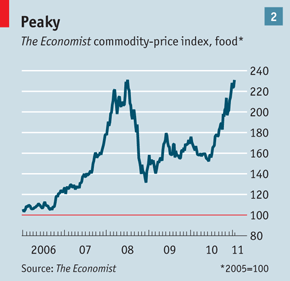 Peaky
2
The Economist commodity-price index, food*
240
220
200
180
160
140
120
100
80
2006 07 08 09 10 11
Source: The Economist *2005=100